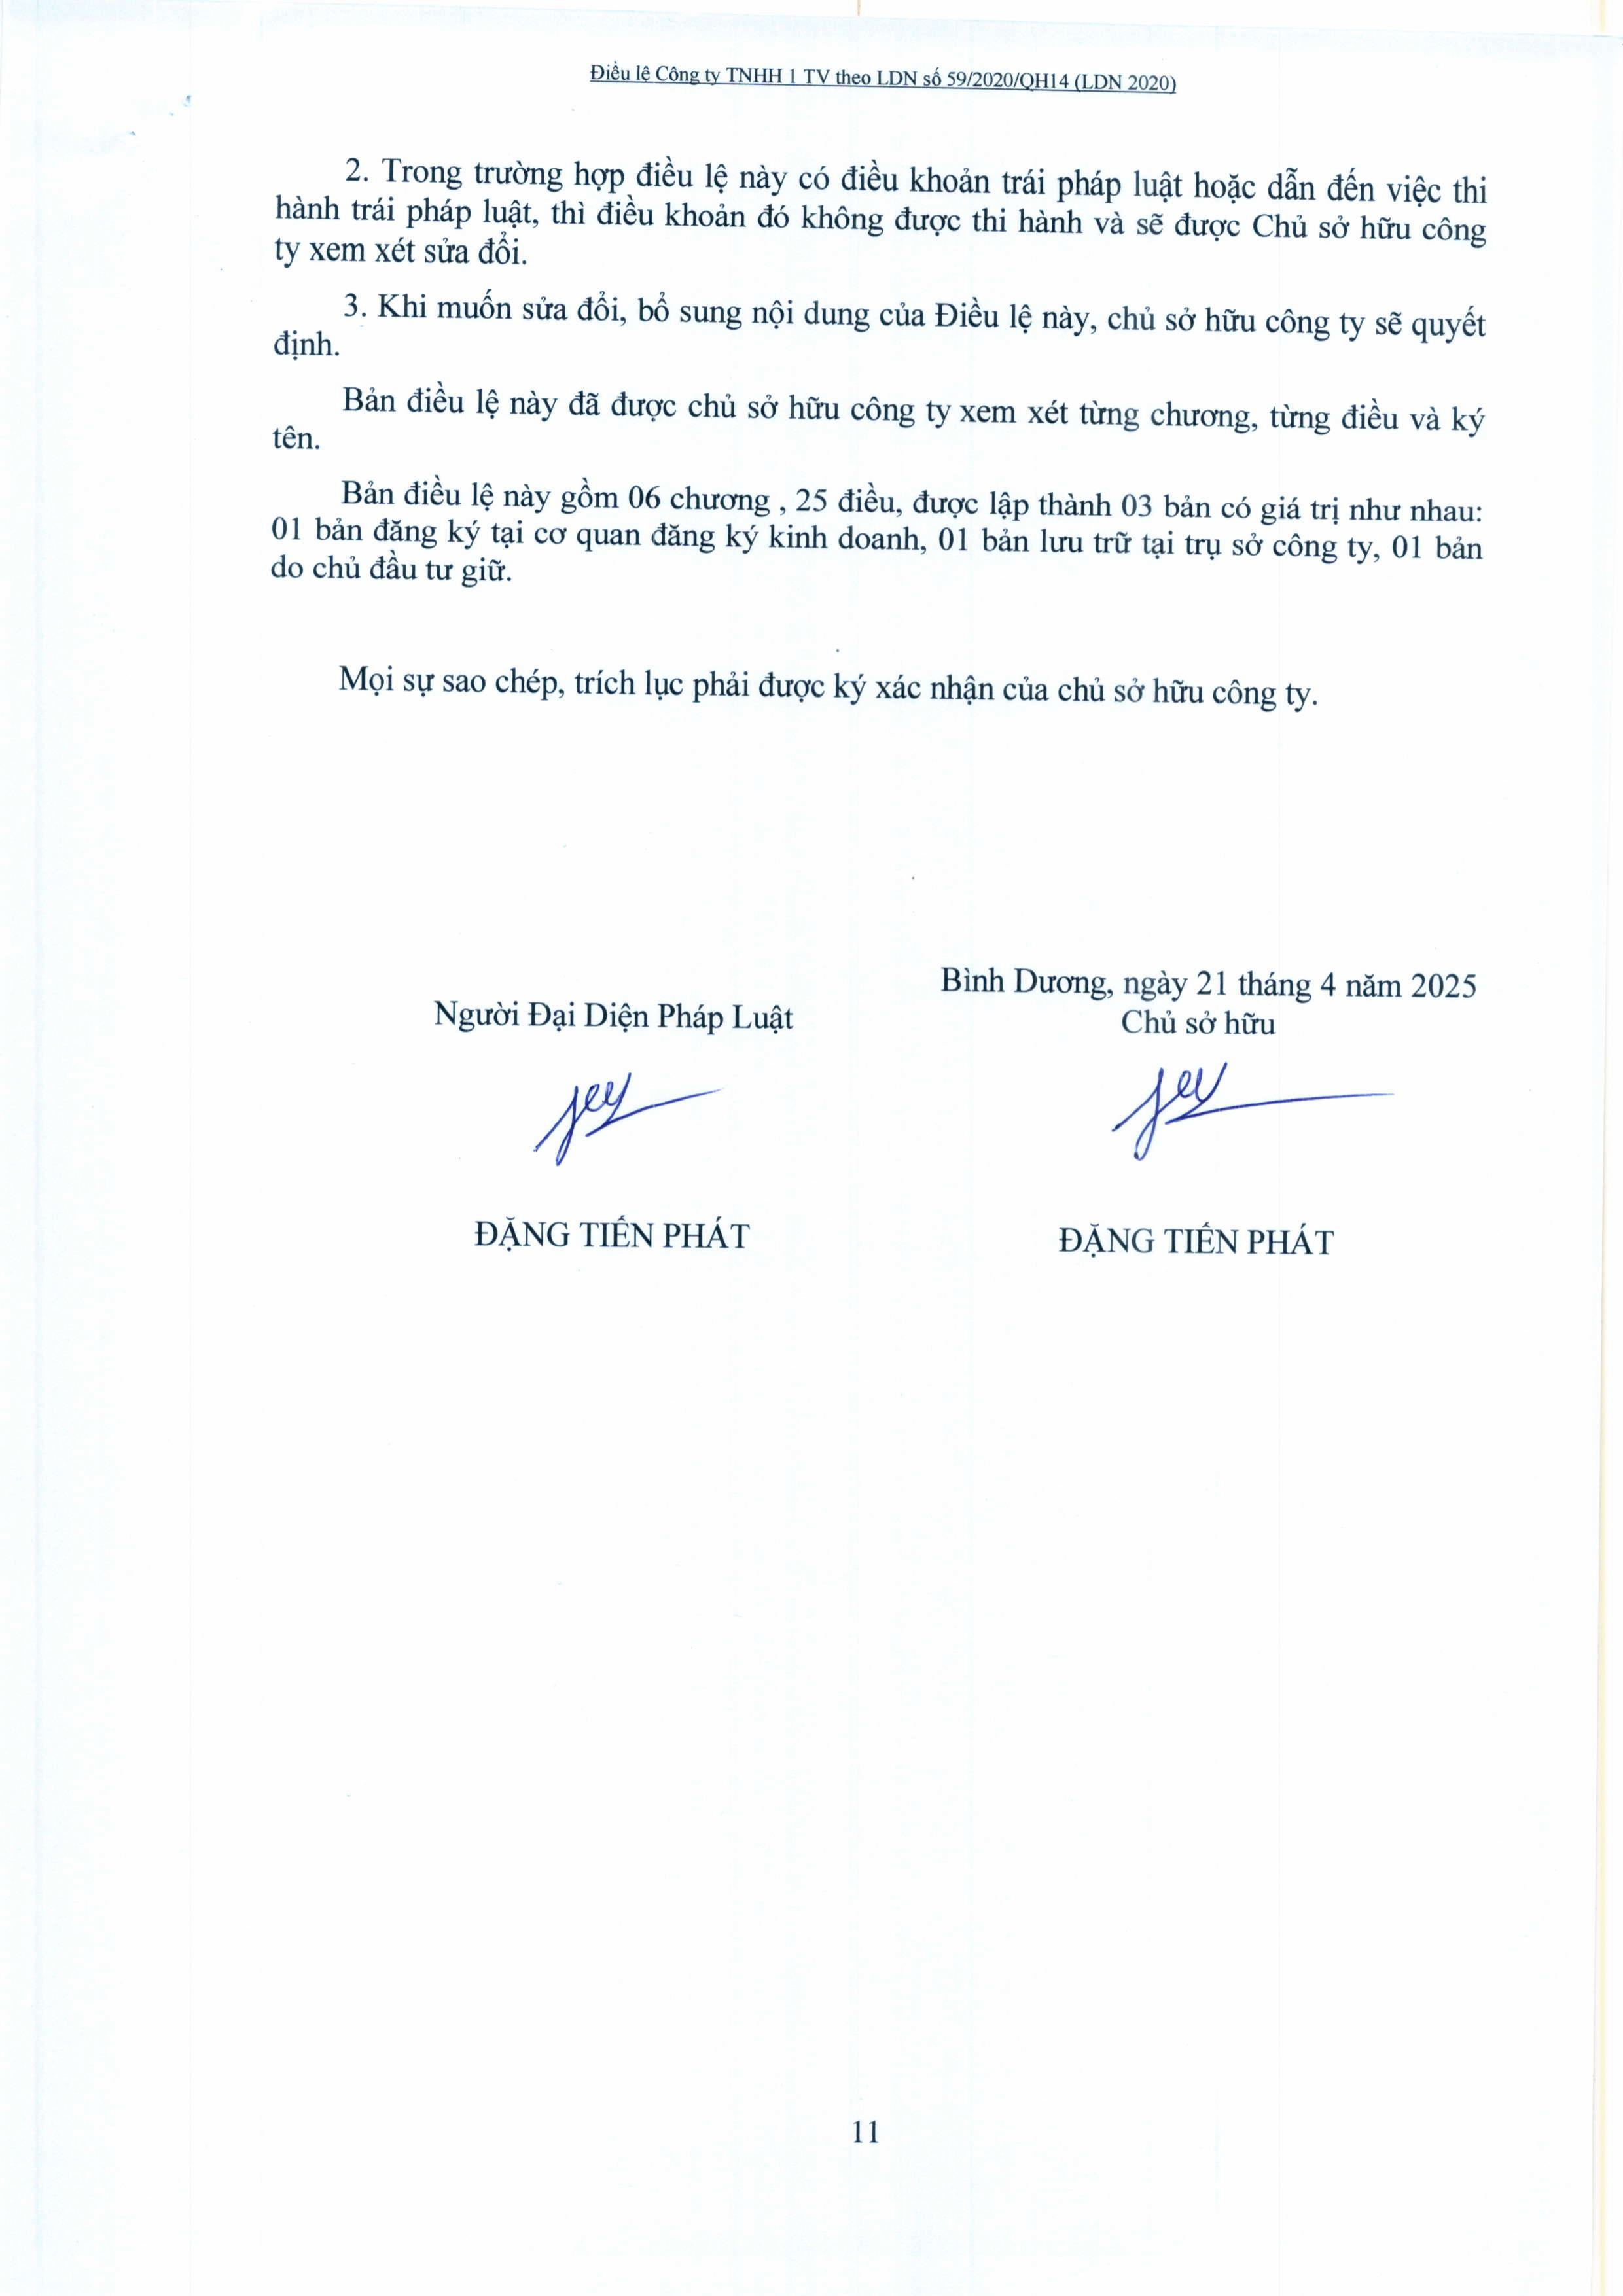 Điều lệ Công ty TNHH 1 TV theo LDN số 59/2020/QH14 (LDN 2020)
2. Trong trường hợp điều lệ này có điều khoản trái pháp luật hoặc dẫn đến việc thi
hành trái pháp luật, thì điều khoản đó không được thi hành và sẽ được Chủ sở hữu công
ty xem xét sửa đổi.
3. Khi muốn sửa đổi, bổ sung nội dung của Điều lệ này, chủ sở hữu công ty sẽ quyết
định.
Bản điều lệ này đã được chủ sở hữu công ty xem xét từng chương, từng điều và ký
tên.
Bản điều lệ này gồm 06 chương , 25 điều, được lập thành 03 bản có giá trị như nhau:
01 bản đăng ký tại cơ quan đăng ký kinh doanh, 01 bản lưu trữ tại trụ sở công ty, 01 bản
do chủ đầu tư giữ.
Mọi sự sao chép, trích lục phải được ký xác nhận của chủ sở hữu công ty.
Bình Dương, ngày 21 tháng 4 năm 2025
Người Đại Diện Pháp Luật
Chủ sở hữu
ĐẶNG TIẾN PHÁT
ĐẶNG TIẾN PHÁT
11